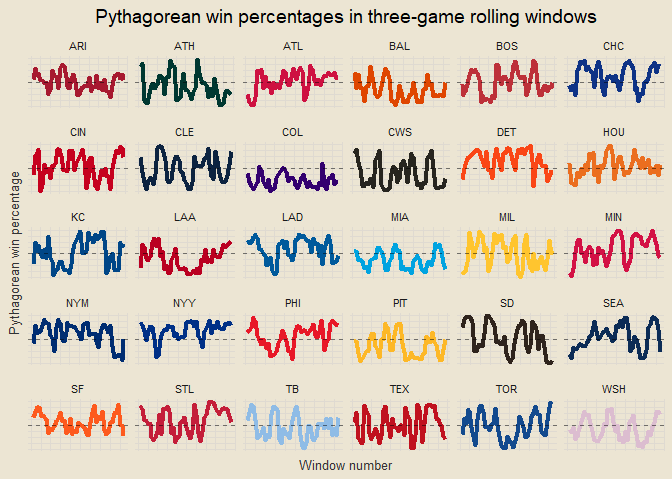 Pythagorean win percentages in three-game rolling windows
ARI ATH ATL BAL BOS CHC
CIN CLE COL CWS DET HOU
KC LAA LAD MIA MIL MIN
NYM NYY PHI PIT SD SEA
SF STL TB TEX TOR WSH
Pythagorean win percentage
Window number